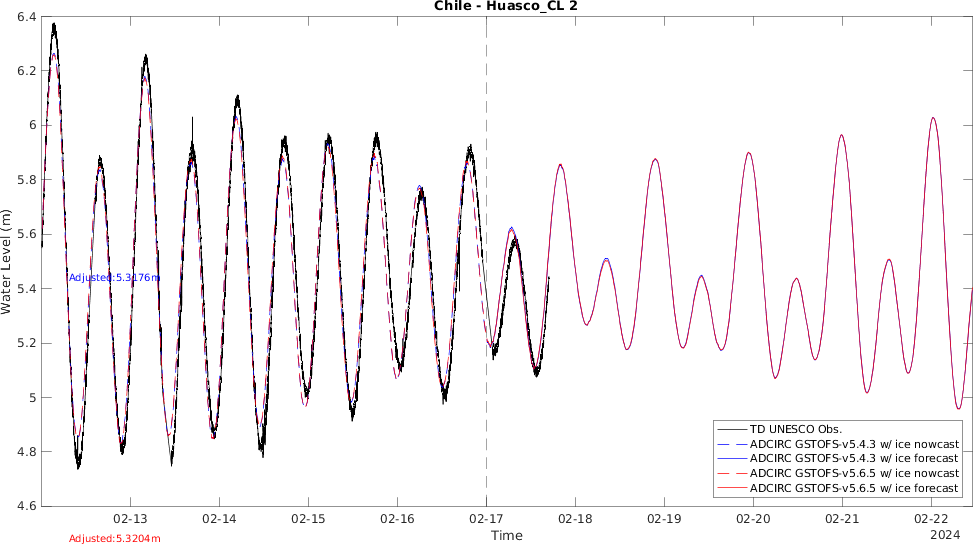 Chile - Huasco_CL 2
Water Level (m)
6.4
6.2
6
5.8
5.6
5.4
5.2
5
4.8
4.6
Adjusted:5.3176m
TD UNESCO Obs.
ADCIRC GSTOFS-v5.4.3 w/ ice nowcast
ADCIRC GSTOFS-v5.4.3 w/ ice forecast
ADCIRC GSTOFS-v5.6.5 w/ ice nowcast
ADCIRC GSTOFS-v5.6.5 w/ ice forecast
02-13 02-14 02-15 02-16 02-17 02-18 02-19 02-20 02-21 02-22
Time
2024
Adjusted:5.3204m